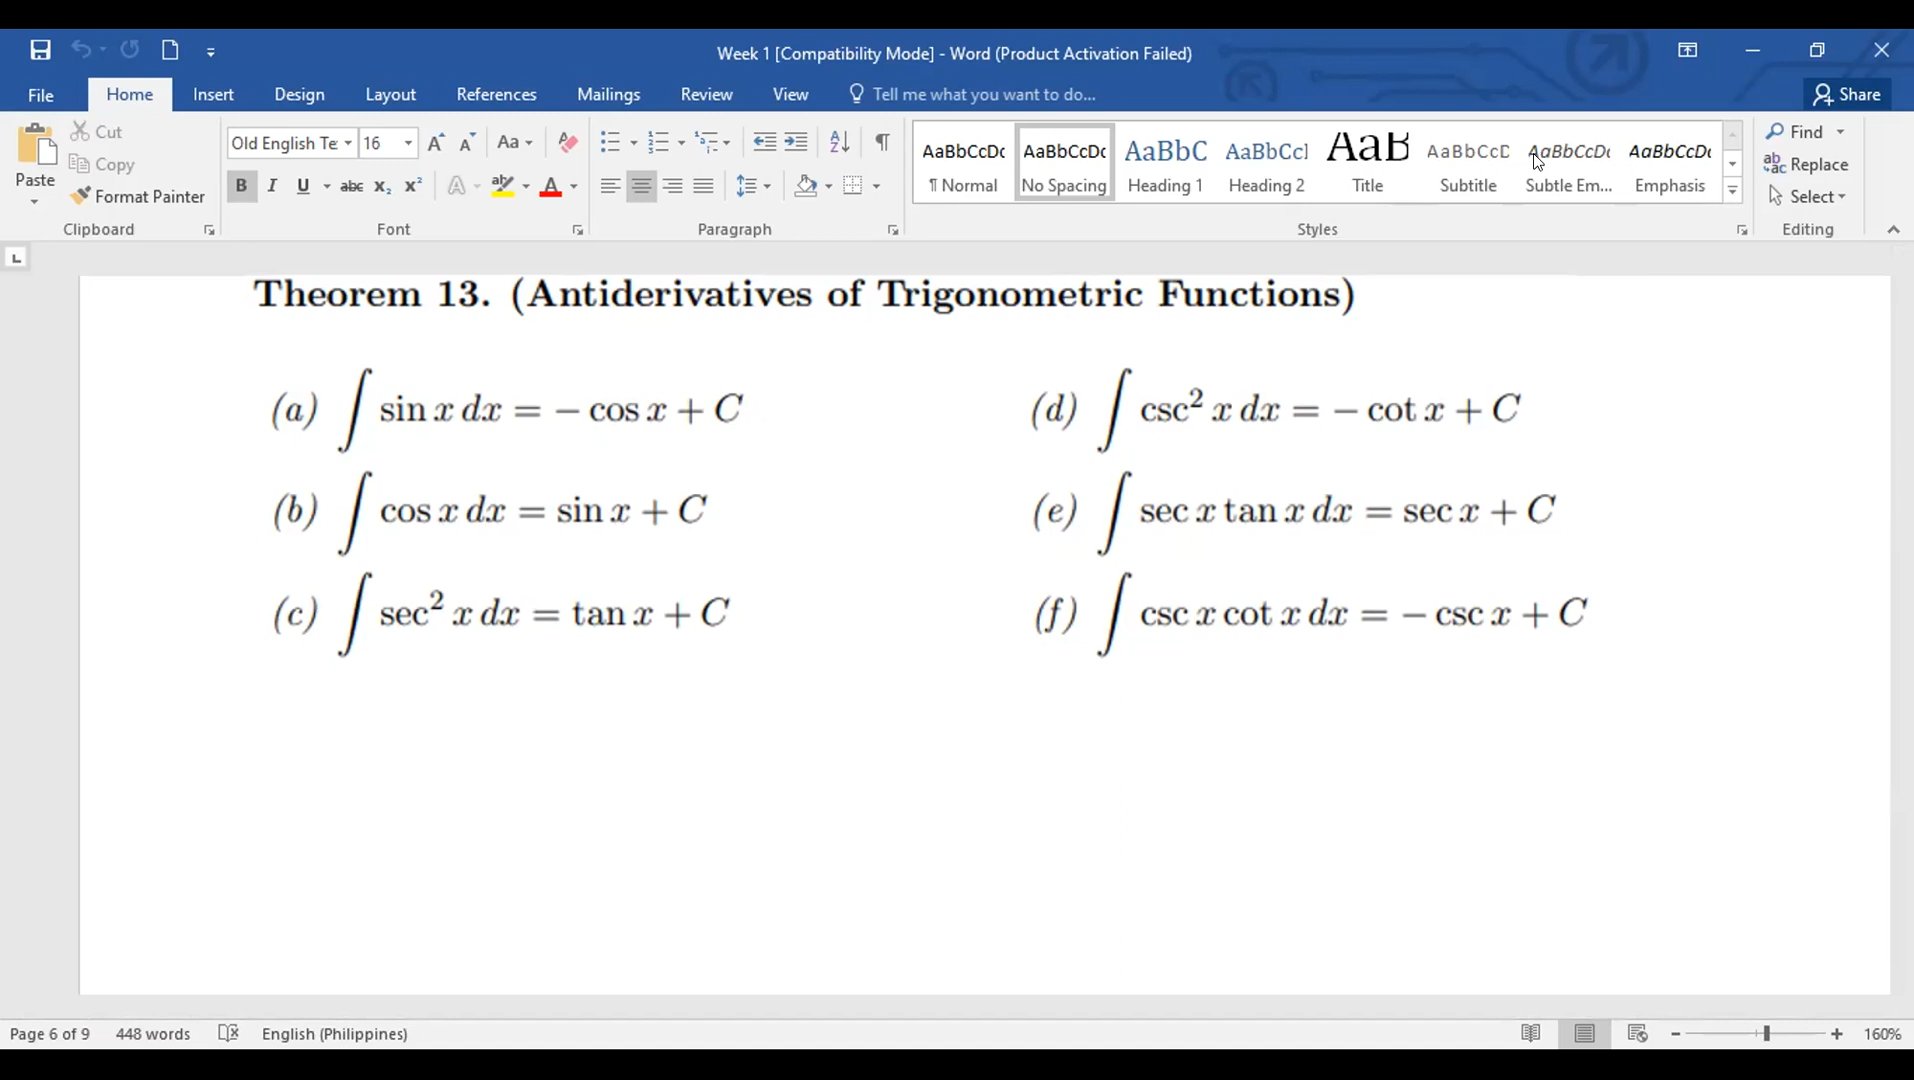 Week 1 [Compatibility Mode] - Word (Product Activation Failed)
File Home Insert Design Layout References Mailings Review View Tell me what you want to do... Share
Paste
Cut
Copy
Format Painter
Clipboard
Old English Te 16
Font
Paragraph
AaBbCcDc AaBbCcDc AaBbC AaBbCcI AaB AaBbCcD AaBbCcDc AaBbCcDc
¶ Normal No Spacing Heading 1 Heading 2 Title Subtitle Subtle Em... Emphasis
Styles
Find
Replace
Select
Editing
Theorem 13. (Antiderivatives of Trigonometric Functions)
(a) ∫ sin x dx = − cos x + C
(b) ∫ cos x dx = sin x + C
(c) ∫ sec² x dx = tan x + C
(d) ∫ csc² x dx = − cot x + C
(e) ∫ sec x tan x dx = sec x + C
(f) ∫ csc x cot x dx = − csc x + C
Page 6 of 9 448 words English (Philippines) 160%